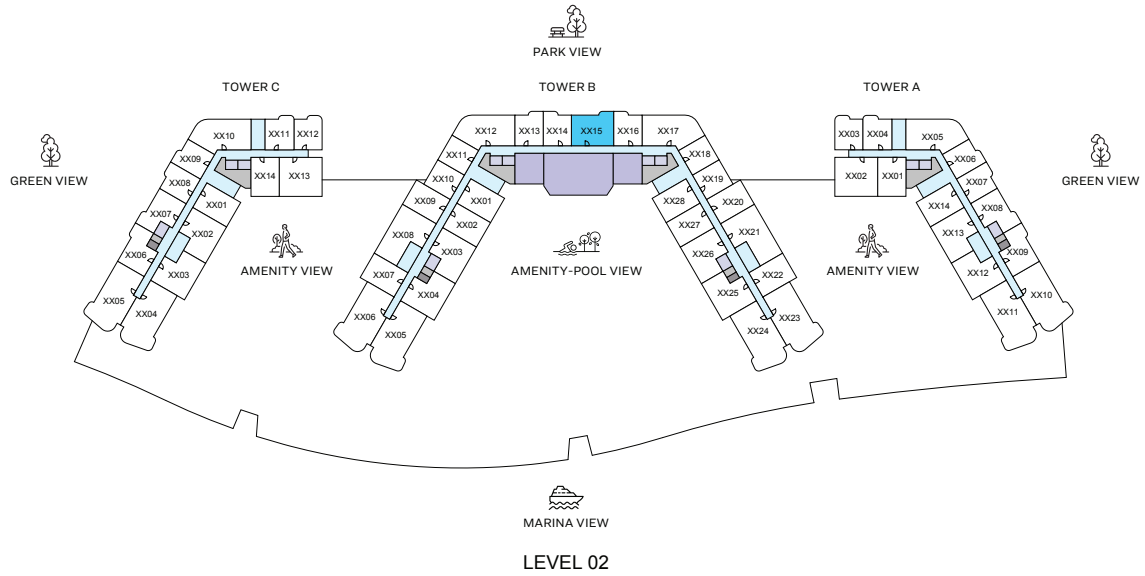 PARK VIEW
TOWER C
TOWER B
TOWER A
GREEN VIEW
GREEN VIEW
XX10
XX11
XX12
XX09
XX08
XX14
XX13
XX07
XX01
XX06
XX02
XX05
XX03
XX04
AMENITY VIEW
XX12
XX13
XX14
XX15
XX16
XX17
XX11
XX18
XX10
XX01
XX19
XX09
XX02
XX28
XX20
XX08
XX03
XX27
XX21
XX07
XX04
XX26
XX22
XX06
XX05
XX25
XX23
XX24
AMENITY-POOL VIEW
XX03
XX04
XX05
XX02
XX01
XX06
XX07
XX14
XX08
XX13
XX09
XX12
XX10
XX11
AMENITY VIEW
MARINA VIEW
LEVEL 02